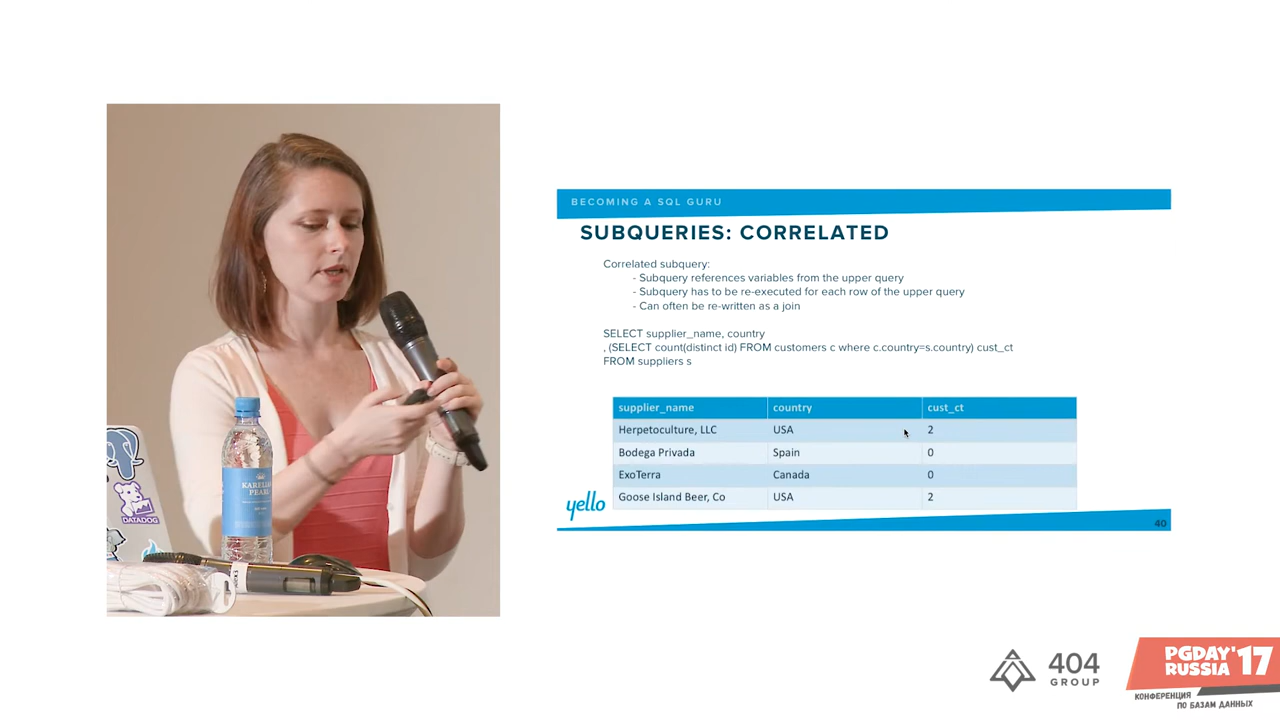 BECOMING A SQL GURU
SUBQUERIES: CORRELATED
Correlated subquery:
- Subquery references variables from the upper query
- Subquery has to be re-executed for each row of the upper query
- Can often be re-written as a join
SELECT supplier_name, country
, (SELECT count(distinct id) FROM customers c where c.country=s.country) cust_ct
FROM suppliers s
supplier_name country cust_ct
Herpetoculture, LLC USA 2
Bodega Privada Spain 0
ExoTerra Canada 0
Goose Island Beer, Co USA 2
yello
40
DATADOG
KARELIA
PEARL
404
GROUP
PGDAY'17
RUSSIA
КОНФЕРЕНЦИЯ
ПО БАЗАМ ДАННЫХ